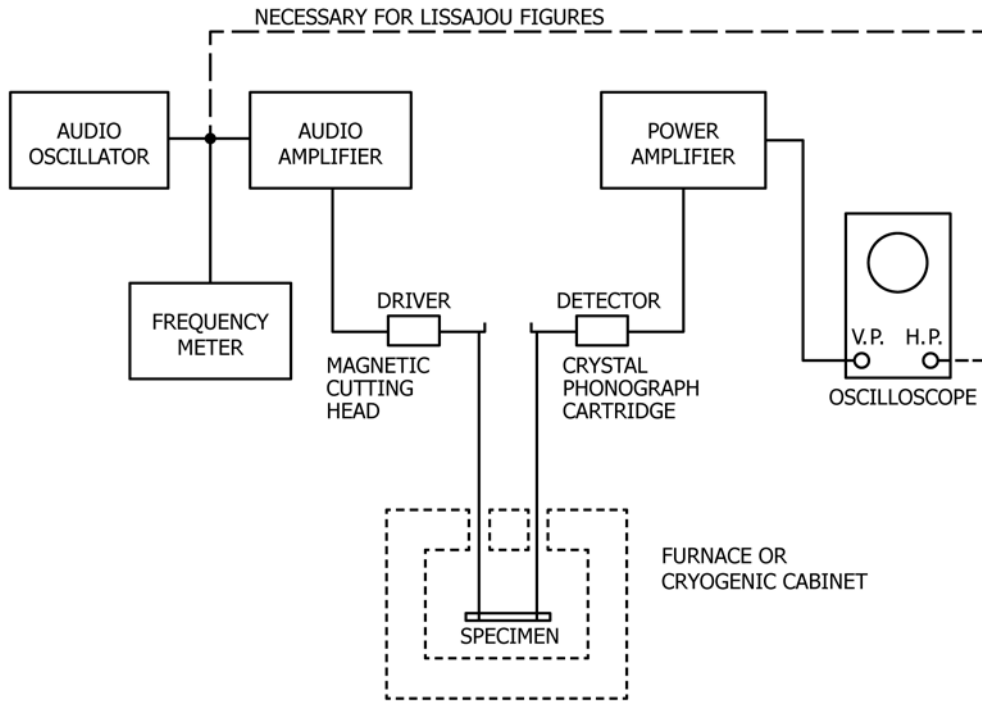 NECESSARY FOR LISSAJOU FIGURES
AUDIO
OSCILLATOR
AUDIO
AMPLIFIER
POWER
AMPLIFIER
FREQUENCY
METER
DRIVER
MAGNETIC
CUTTING
HEAD
DETECTOR
CRYSTAL
PHONOGRAPH
CARTRIDGE
V.P. H.P.
OSCILLOSCOPE
FURNACE OR
CRYOGENIC CABINET
SPECIMEN